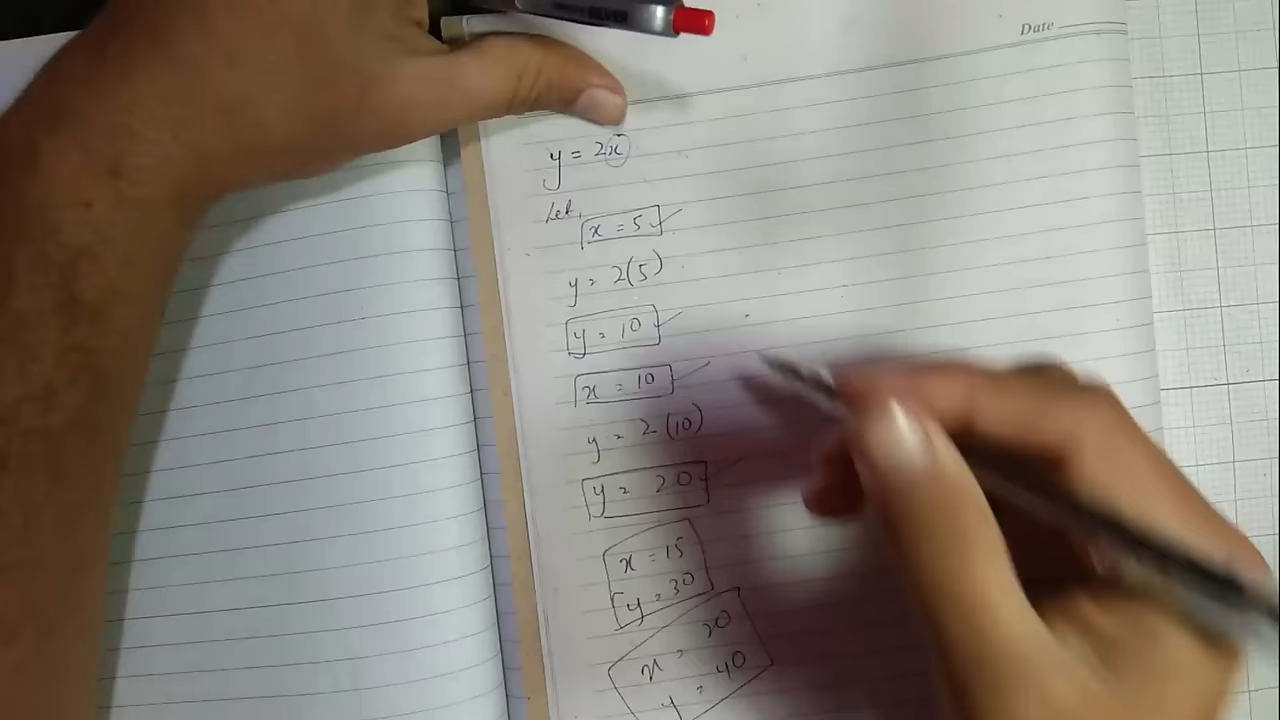 Date
y = 2x
Let,
x = 5
y = 2(5)
y = 10
x = 10
y = 2(10)
y = 20
x = 15
y = 30
x = 20
y = 40